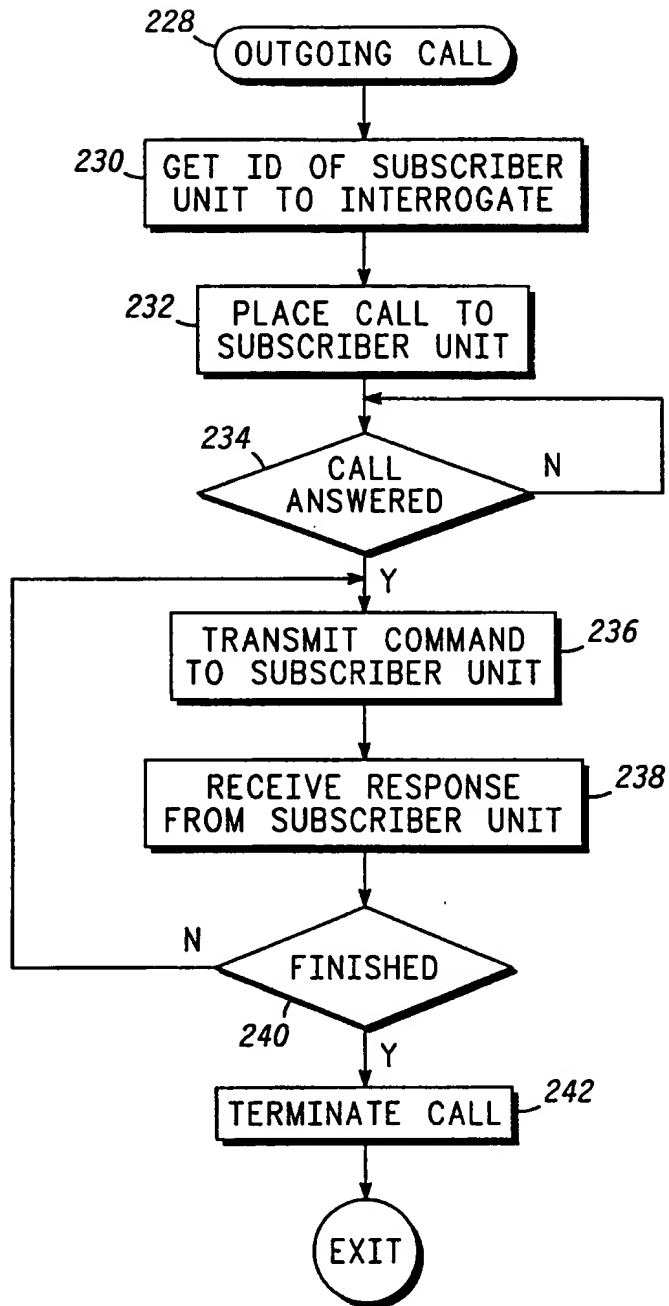 228
OUTGOING CALL
230
GET ID OF SUBSCRIBER
UNIT TO INTERROGATE
232
PLACE CALL TO
SUBSCRIBER UNIT
234
CALL
ANSWERED
N
Y
TRANSMIT COMMAND
TO SUBSCRIBER UNIT
236
RECEIVE RESPONSE
FROM SUBSCRIBER UNIT
238
N
FINISHED
240
Y
TERMINATE CALL
242
EXIT